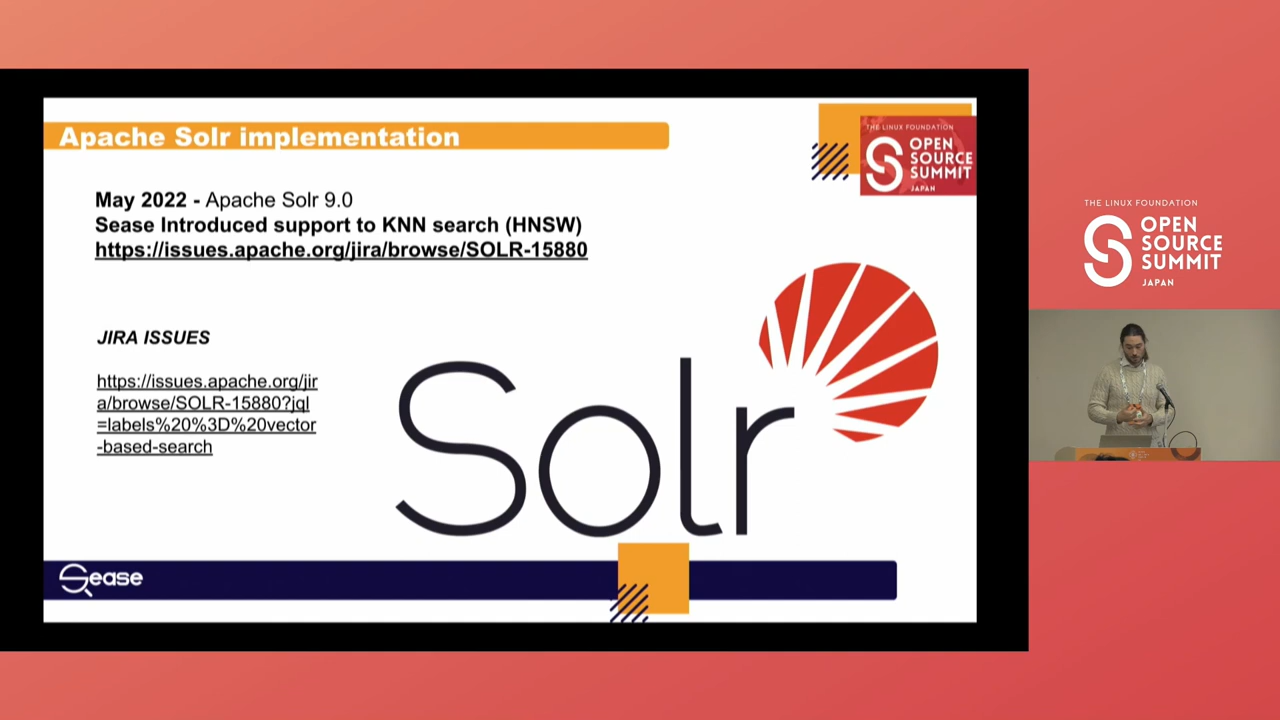 Apache Solr implementation
THE LINUX FOUNDATION
OPEN
SOURCE
SUMMIT
JAPAN
May 2022 - Apache Solr 9.0
Sease Introduced support to KNN search (HNSW)
https://issues.apache.org/jira/browse/SOLR-15880
JIRA ISSUES
https://issues.apache.org/jir
a/browse/SOLR-15880?jql
=labels%20%3D%20vector
-based-search
Solr
Sease
THE LINUX FOUNDATION
OPEN
SOURCE
SUMMIT
JAPAN